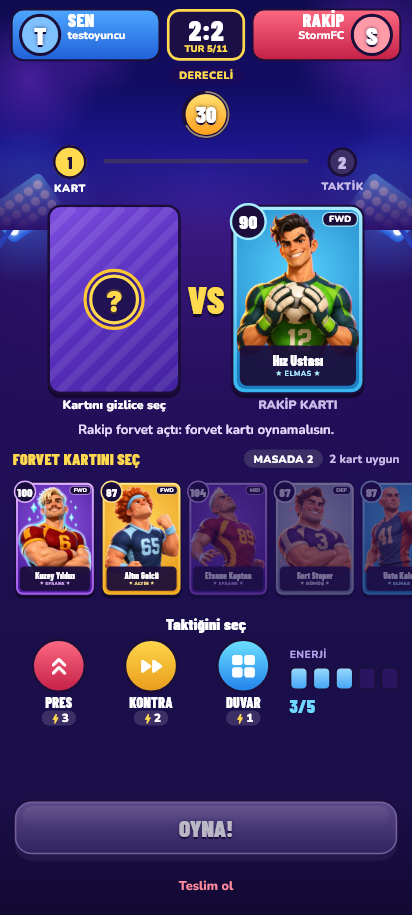 T
SEN
testoyuncu
2:2
TUR 5/11
RAKİP
StormFC
S
DERECELİ
30
1
KART
2
TAKTİK
?
Kartını gizlice seç
VS
90
FWD
12
Hız Ustası
★ ELMAS ★
RAKİP KARTI
Rakip forvet açtı: forvet kartı oynamalısın.
FORVET KARTINI SEÇ
MASADA 2
2 kart uygun
100
FWD
6
Kuzey Yıldızı
★ EFSANE ★
87
FWD
65
Altın Golcü
★ ALTIN ★
104
MID
89
Efsane Kaptan
★ EFSANE ★
87
DEF
3
Sert Stoper
★ GÜMÜŞ ★
87
41
Usta
Taktiğini seç
PRES
3
KONTRA
2
DUVAR
1
ENERJİ
3/5
OYNA!
Teslim ol